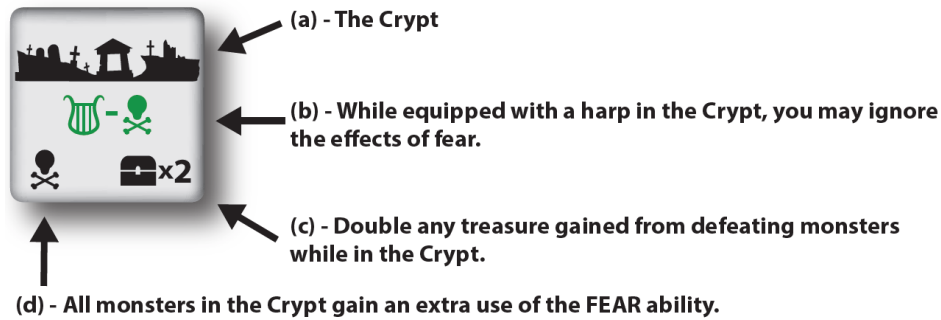 (a) - The Crypt
(b) - While equipped with a harp in the Crypt, you may ignore
the effects of fear.
x2
(c) - Double any treasure gained from defeating monsters
while in the Crypt.
(d) - All monsters in the Crypt gain an extra use of the FEAR ability.